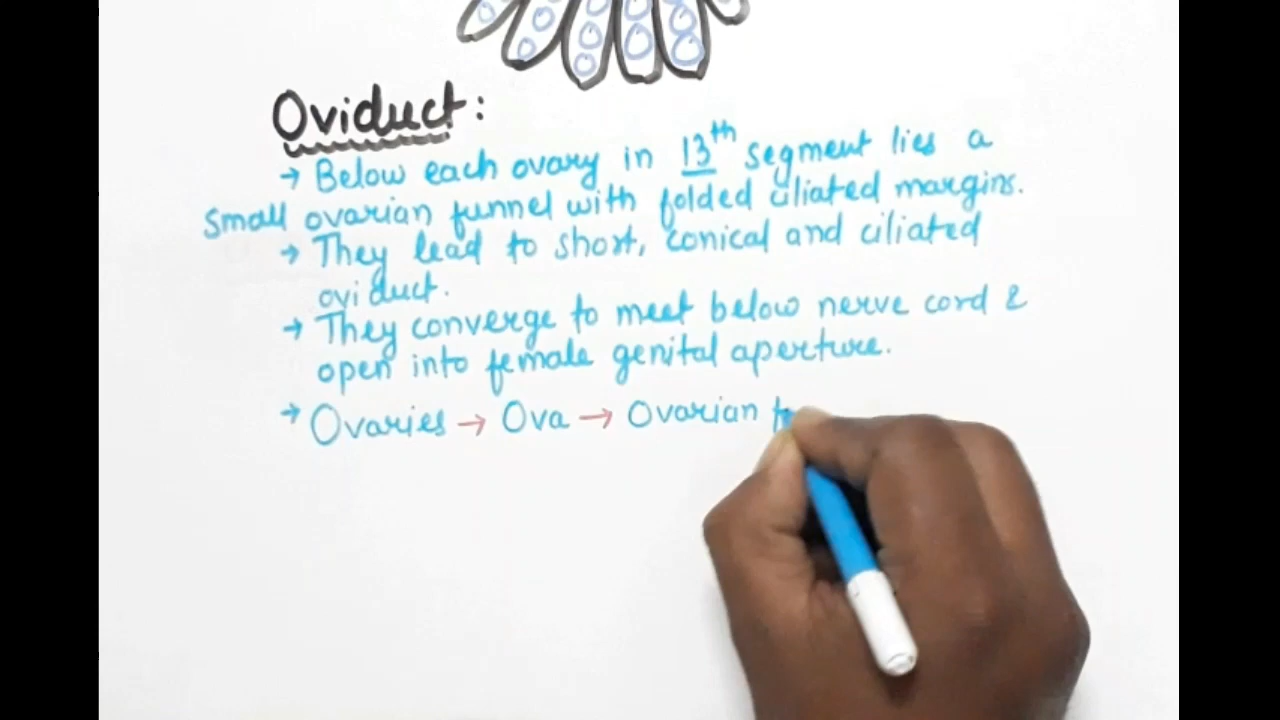 Oviduct:
→ Below each ovary in 13th segment lies a
small ovarian funnel with folded ciliated margins.
→ They lead to short, conical and ciliated
oviduct.
→ They converge to meet below nerve cord &
open into female genital aperture.
→ Ovaries → Ova → Ovarian